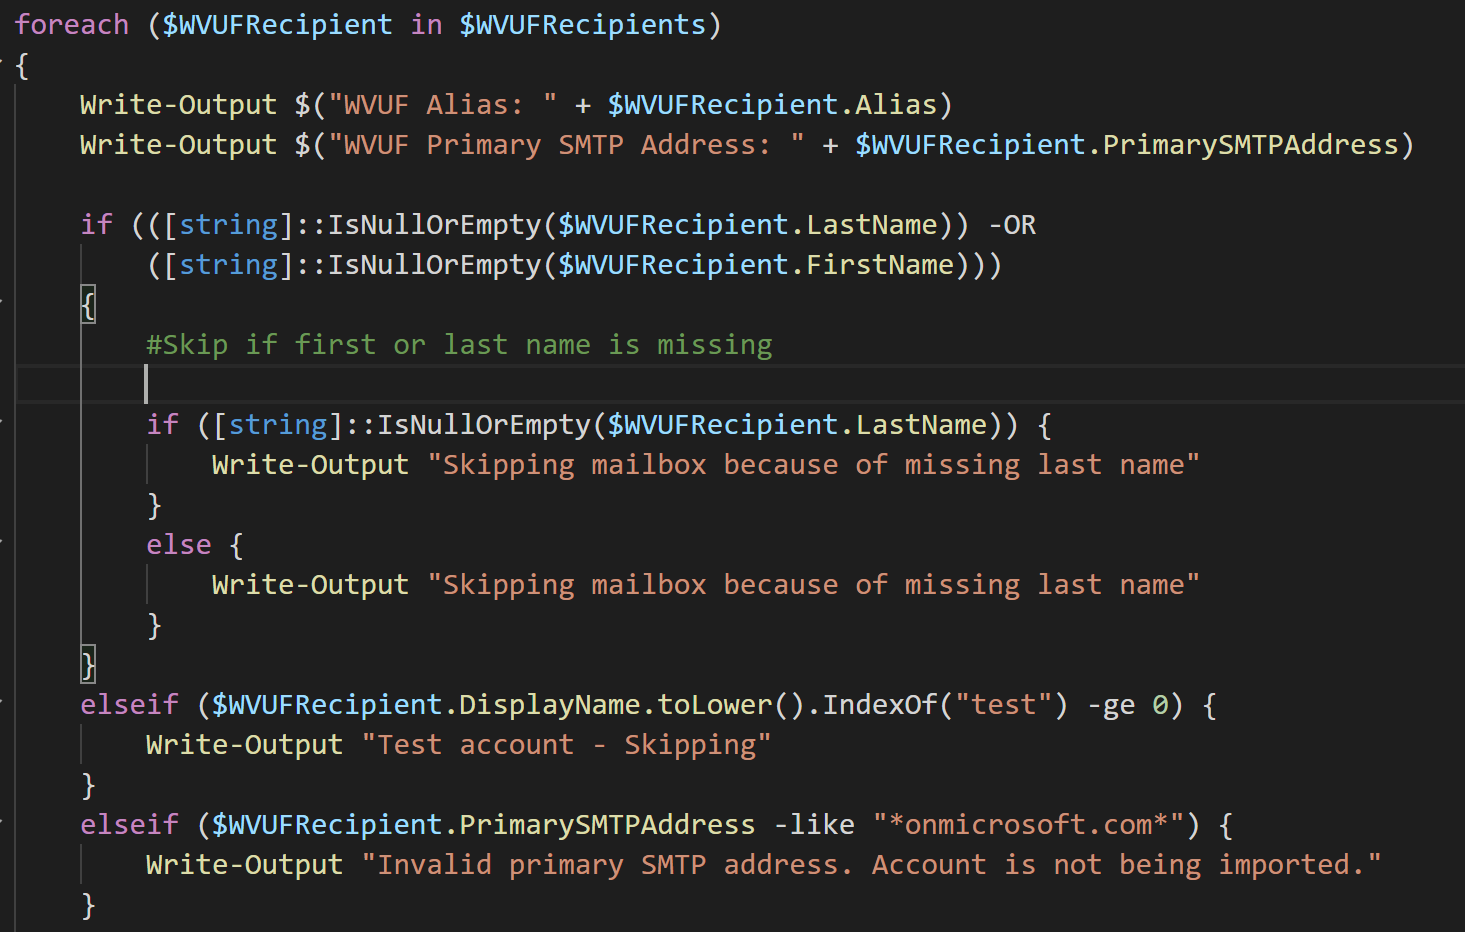 foreach ($WVUFRecipient in $WVUFRecipients)
{
    Write-Output $("WVUF Alias: " + $WVUFRecipient.Alias)
    Write-Output $("WVUF Primary SMTP Address: " + $WVUFRecipient.PrimarySMTPAddress)

    if (([string]::IsNullOrEmpty($WVUFRecipient.LastName)) -OR
        ([string]::IsNullOrEmpty($WVUFRecipient.FirstName)))
    {
        #Skip if first or last name is missing

        if ([string]::IsNullOrEmpty($WVUFRecipient.LastName)) {
            Write-Output "Skipping mailbox because of missing last name"
        }
        else {
            Write-Output "Skipping mailbox because of missing last name"
        }
    }
    elseif ($WVUFRecipient.DisplayName.toLower().IndexOf("test") -ge 0) {
        Write-Output "Test account - Skipping"
    }
    elseif ($WVUFRecipient.PrimarySMTPAddress -like "*onmicrosoft.com*") {
        Write-Output "Invalid primary SMTP address. Account is not being imported."
    }